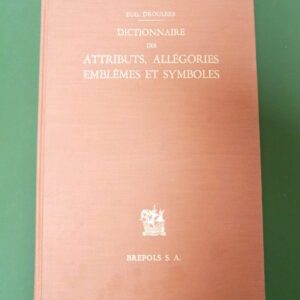 EUG. DROULERS
DICTIONNAIRE
DES
ATTRIBUTS, ALLÉGORIES
EMBLÈMES ET SYMBOLES
BREPOLS S. A.